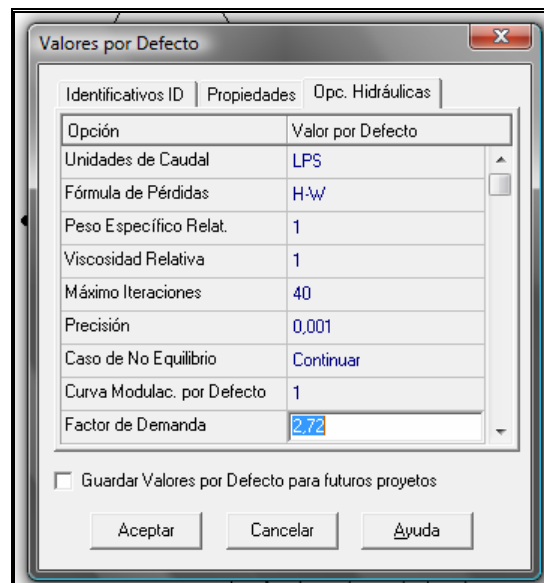 Valores por Defecto
Identificativos ID Propiedades Opc. Hidráulicas
Opción Valor por Defecto
Unidades de Caudal LPS
Fórmula de Pérdidas H-W
Peso Específico Relat. 1
Viscosidad Relativa 1
Máximo Iteraciones 40
Precisión 0,001
Caso de No Equilibrio Continuar
Curva Modulac. por Defecto 1
Factor de Demanda 2,72
Guardar Valores por Defecto para futuros proyetos
Aceptar Cancelar Ayuda